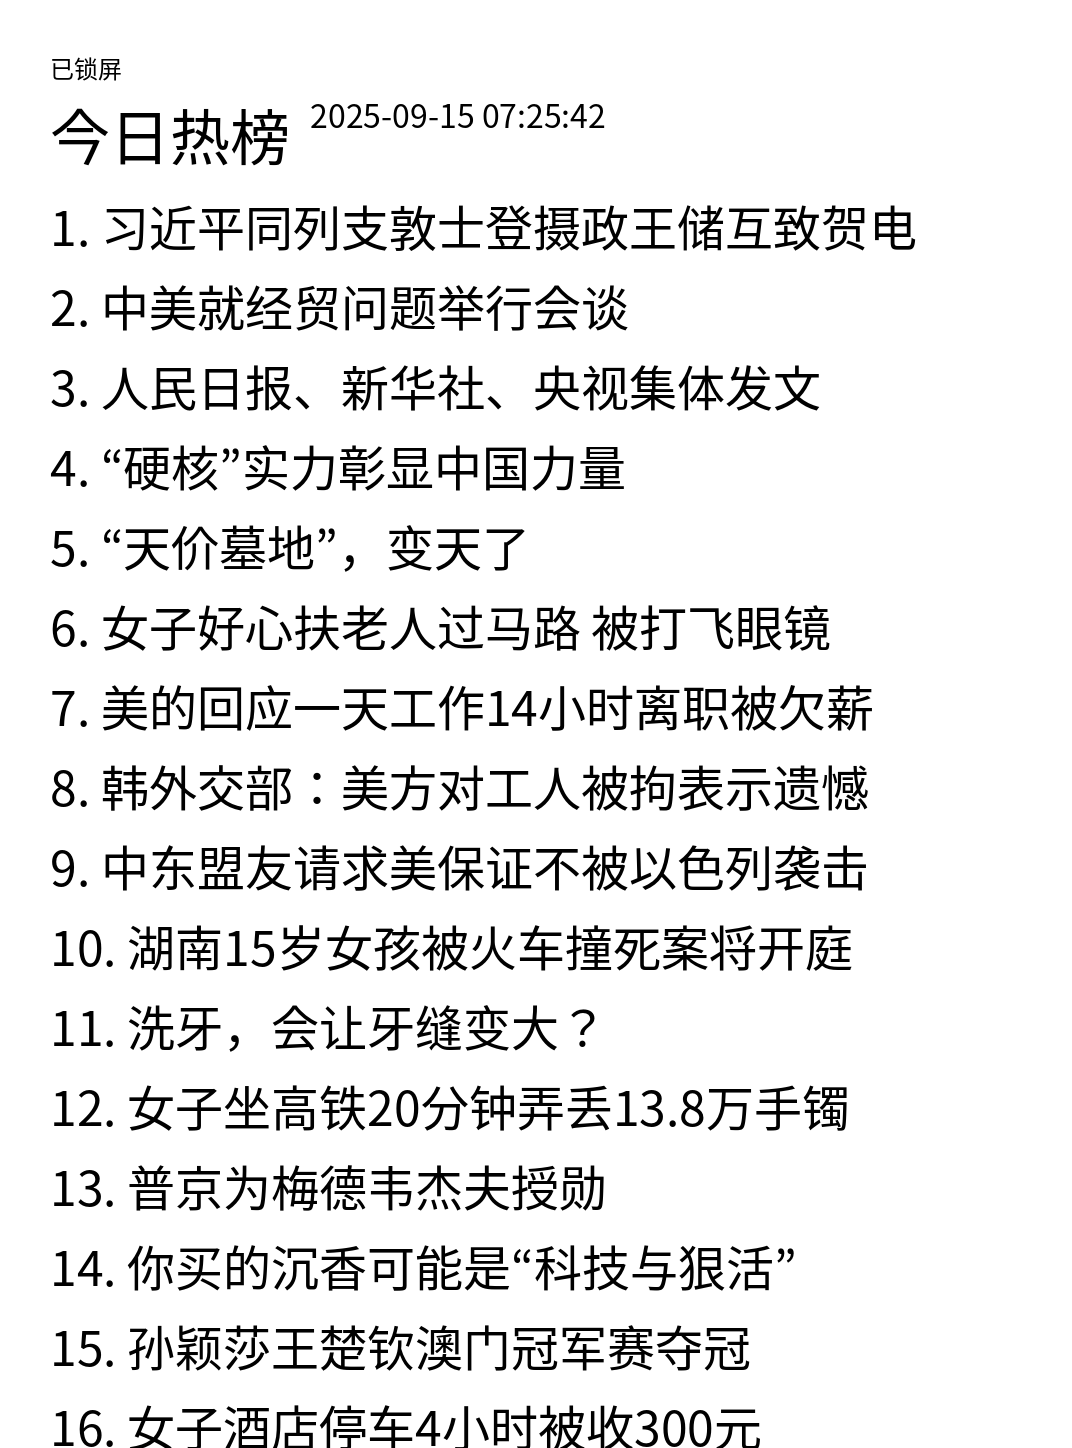 已锁屏
今日热榜 2025-09-15 07:25:42
1. 习近平同列支敦士登摄政王储互致贺电
2. 中美就经贸问题举行会谈
3. 人民日报、新华社、央视集体发文
4. “硬核”实力彰显中国力量
5. “天价墓地”，变天了
6. 女子好心扶老人过马路 被打飞眼镜
7. 美的回应一天工作14小时离职被欠薪
8. 韩外交部：美方对工人被拘表示遗憾
9. 中东盟友请求美保证不被以色列袭击
10. 湖南15岁女孩被火车撞死案将开庭
11. 洗牙，会让牙缝变大？
12. 女子坐高铁20分钟弄丢13.8万手镯
13. 普京为梅德韦杰夫授勋
14. 你买的沉香可能是“科技与狠活”
15. 孙颖莎王楚钦澳门冠军赛夺冠
16. 女子酒店停车4小时被收300元